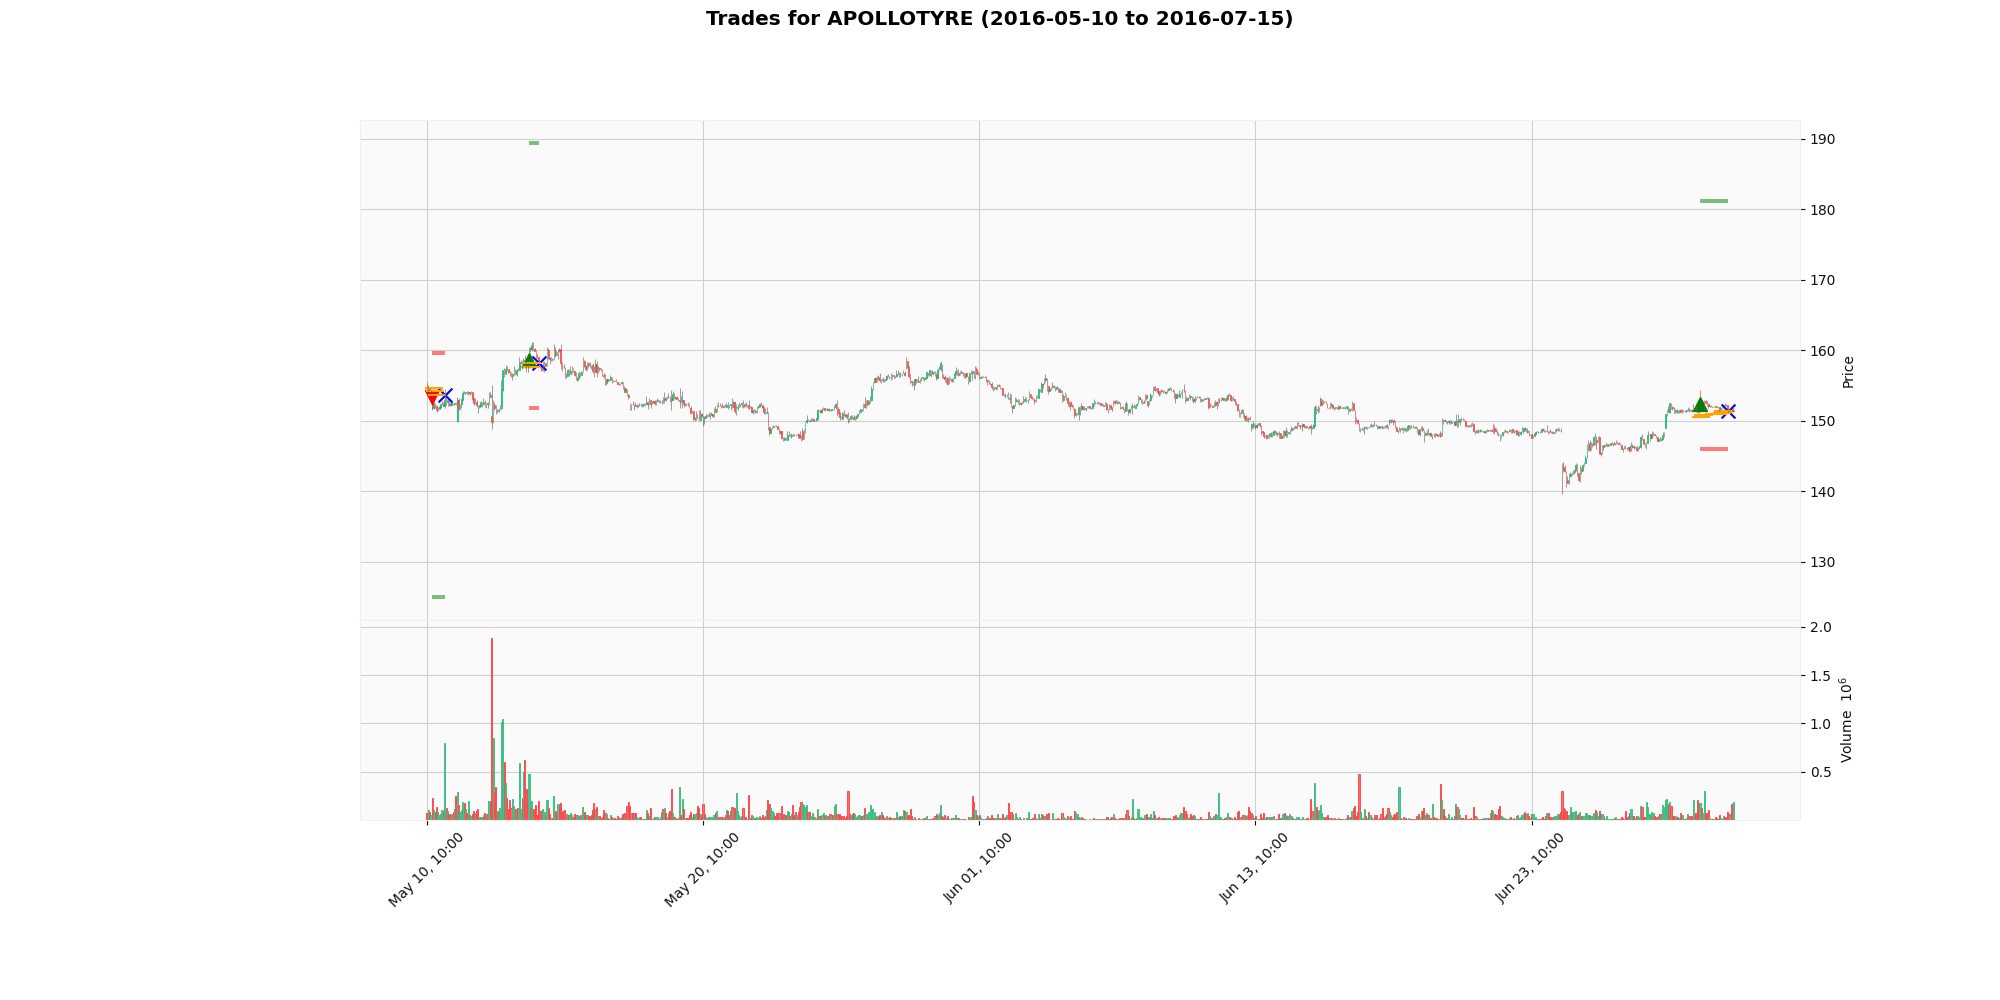 Trades for APOLLOTYRE (2016-05-10 to 2016-07-15)
190
180
170
160
150
140
130
Price
2.0
1.5
1.0
0.5
Volume 10^6
May 10, 10:00
May 20, 10:00
Jun 01, 10:00
Jun 13, 10:00
Jun 23, 10:00